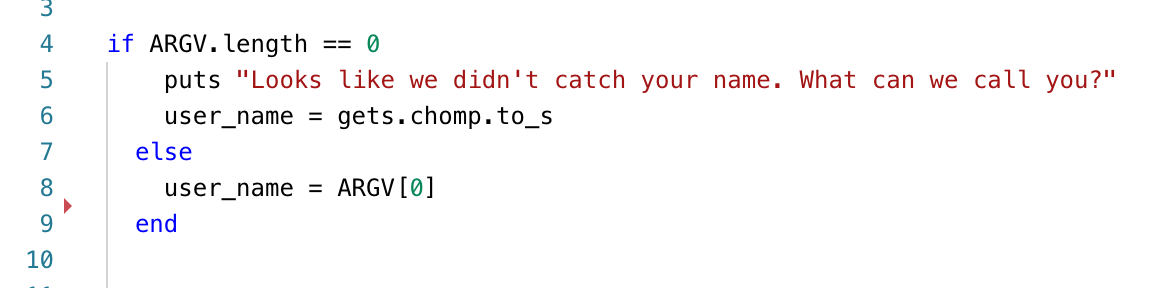 3
4 if ARGV.length == 0
5 puts "Looks like we didn't catch your name. What can we call you?"
6 user_name = gets.chomp.to_s
7 else
8 user_name = ARGV[0]
9 end
10